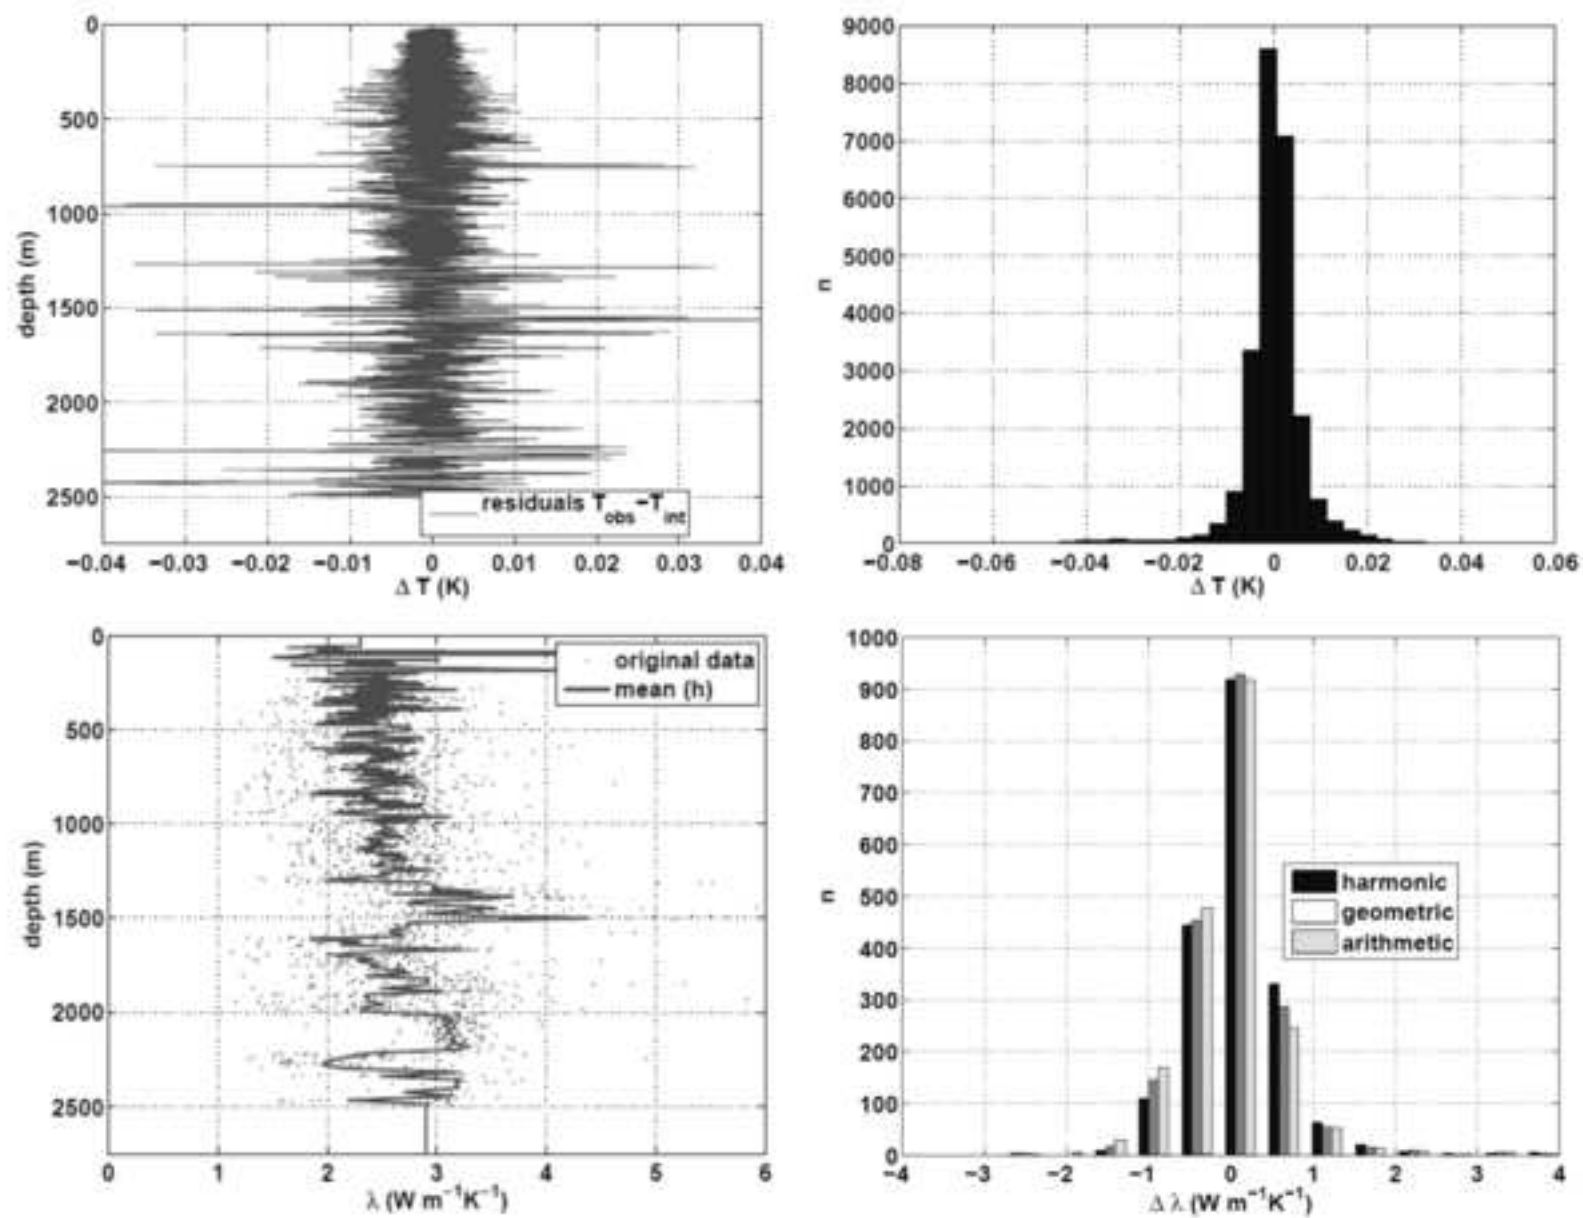 0
500
1000
1500
2000
2500
depth (m)
−0.04 −0.03 −0.02 −0.01 0 0.01 0.02 0.03 0.04
Δ T (K)
residuals T_obs−T_int
9000
8000
7000
6000
5000
4000
3000
2000
1000
0
n
−0.08 −0.06 −0.04 −0.02 0 0.02 0.04 0.06
Δ T (K)
0
500
1000
1500
2000
2500
depth (m)
0 1 2 3 4 5 6
λ (W m⁻¹K⁻¹)
original data
mean (h)
1000
900
800
700
600
500
400
300
200
100
0
n
−4 −3 −2 −1 0 1 2 3 4
Δ λ (W m⁻¹K⁻¹)
harmonic
geometric
arithmetic